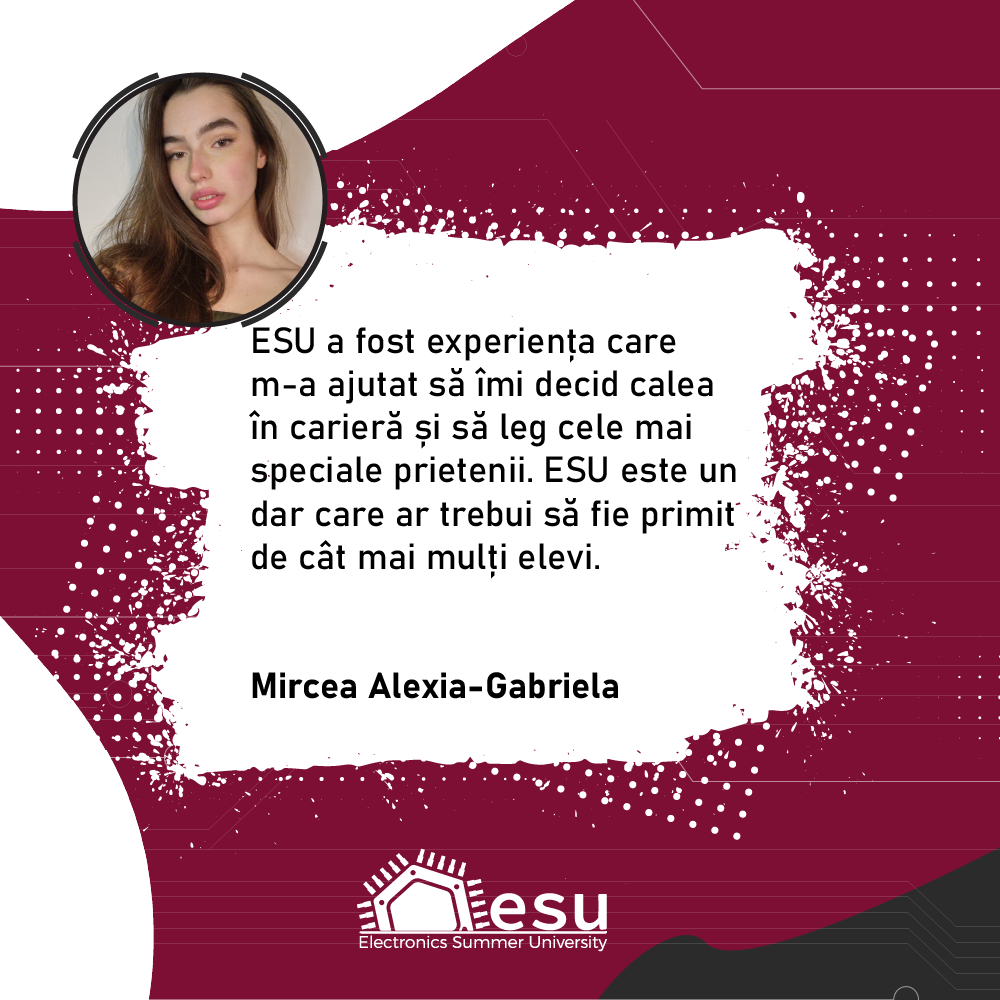 ESU a fost experiența care
m-a ajutat să îmi decid calea
în carieră și să leg cele mai
speciale prietenii. ESU este un
dar care ar trebui să fie primit
de cât mai mulți elevi.
Mircea Alexia-Gabriela
esu
Electronics Summer University